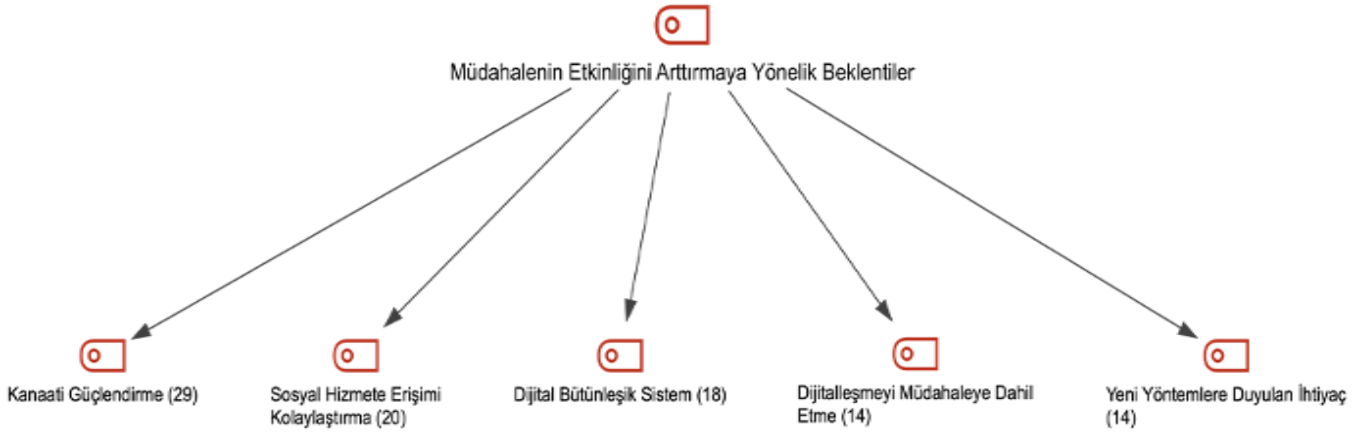 Müdahalenin Etkinliğini Arttırmaya Yönelik Beklentiler
Kanaati Güçlendirme (29)
Sosyal Hizmete Erişimi
Kolaylaştırma (20)
Dijital Bütünleşik Sistem (18)
Dijitalleşmeyi Müdahaleye Dahil
Etme (14)
Yeni Yöntemlere Duyulan İhtiyaç
(14)